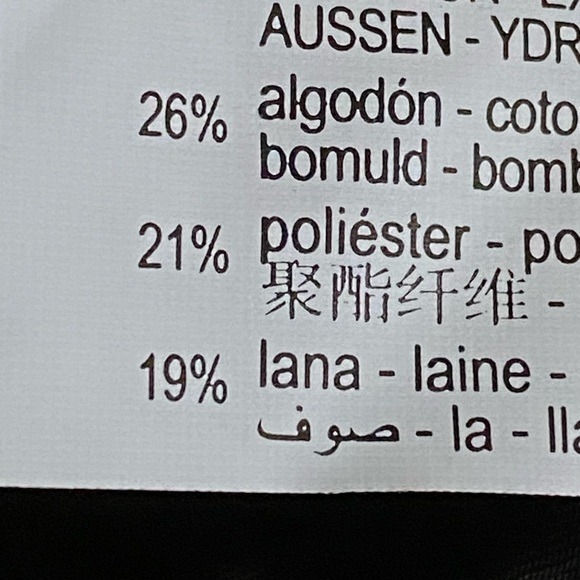 AUSSEN - YDR
26% algodón - coto
bomuld - bomb
21% poliéster - po
聚酯纤维 -
19% lana - laine -
صوف - la - lla